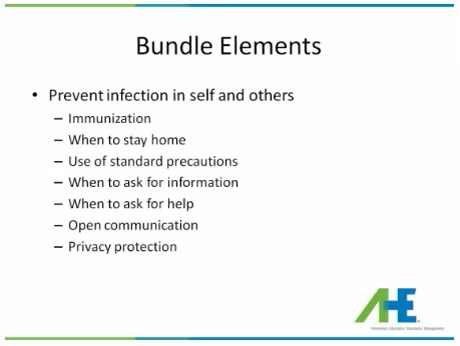 Bundle Elements
• Prevent infection in self and others
– Immunization
– When to stay home
– Use of standard precautions
– When to ask for information
– When to ask for help
– Open communication
– Privacy protection
AHE